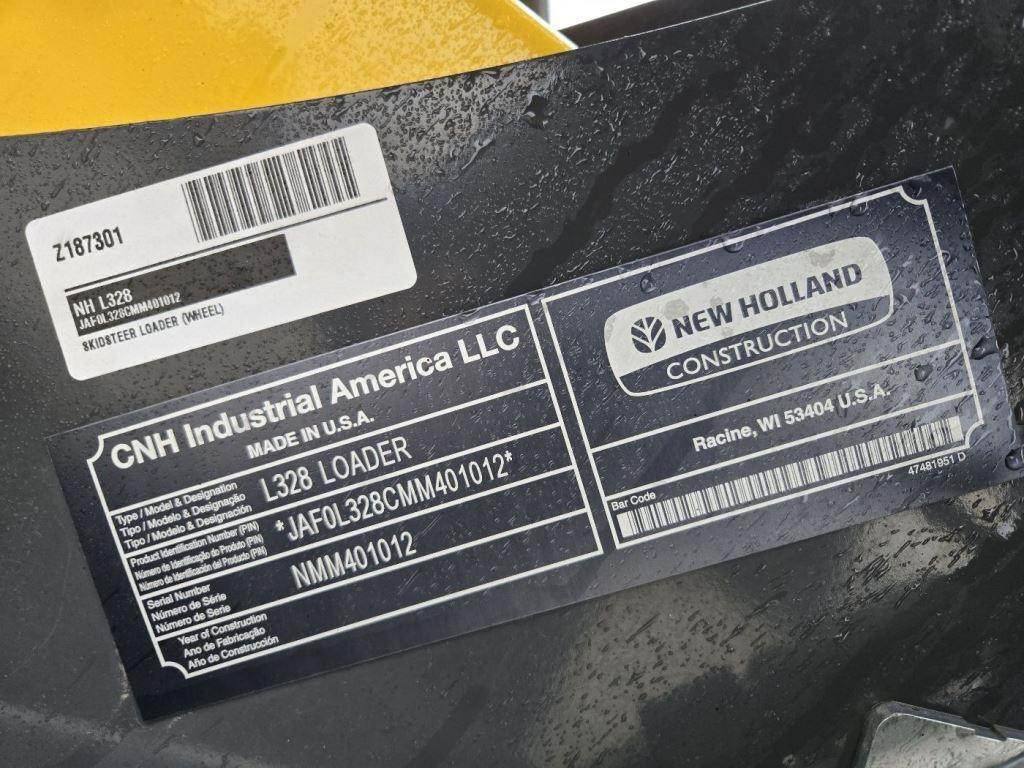 Z187301
NH L328
JAF0L328CMM401012
SKIDSTEER LOADER (WHEEL)
CNH Industrial America LLC
MADE IN U.S.A.
Type / Model & Designation
Tipo / Modelo & Designação
Tipo / Modelo & Designación
L328 LOADER
Product Identification Number (PIN)
Número de Identificação do Produto (PIN)
Número de Identificación del Producto (PIN)
*JAF0L328CMM401012*
Serial Number
Número de Série
Número de Serie
NMM401012
Year of Construction
Ano de Fabricação
Año de Construcción
NEW HOLLAND
CONSTRUCTION
Racine, WI 53404 U.S.A.
Bar Code
47481951 D